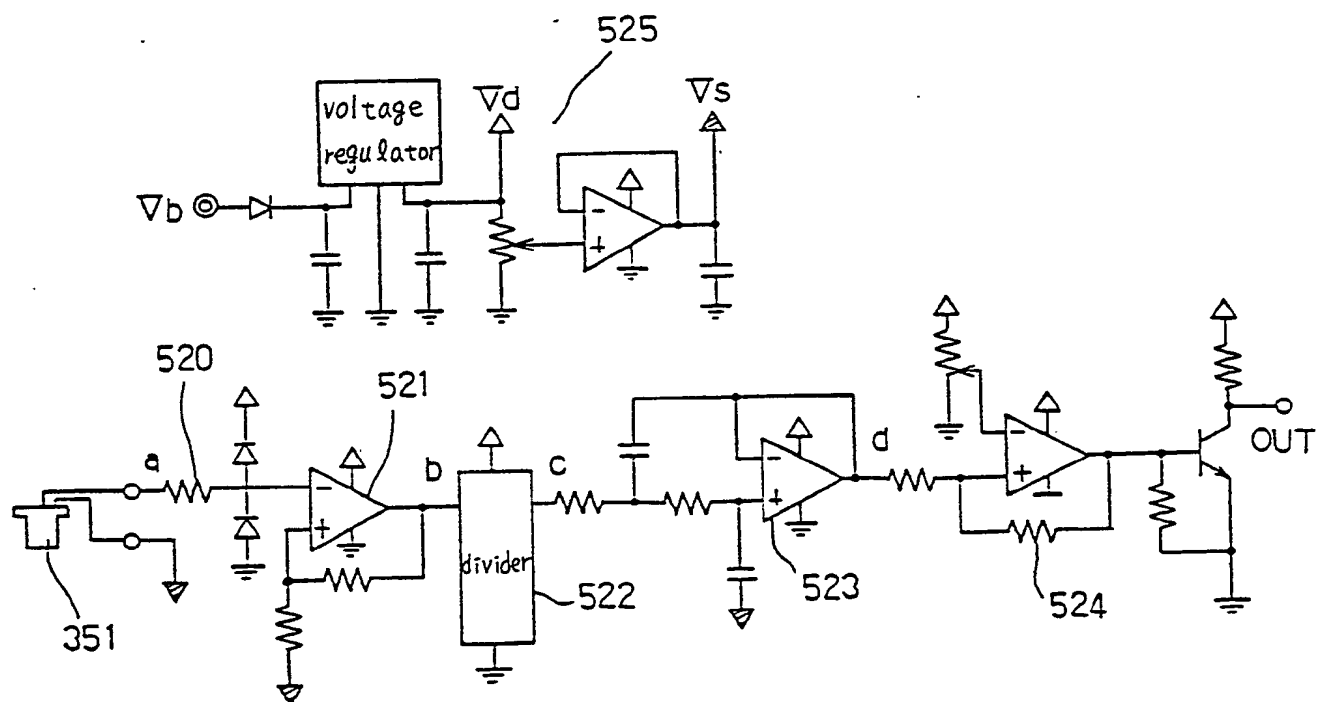 525
voltage
regulator
Vd
Vs
Vb
520
521
a
b
c
d
OUT
divider
522
523
524
351